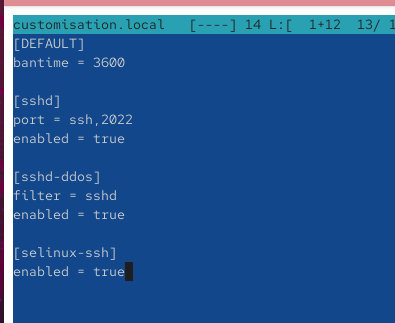 customisation.local [----] 14 L:[ 1+12 13/ 1
[DEFAULT]
bantime = 3600
[sshd]
port = ssh,2022
enabled = true
[sshd-ddos]
filter = sshd
enabled = true
[selinux-ssh]
enabled = true